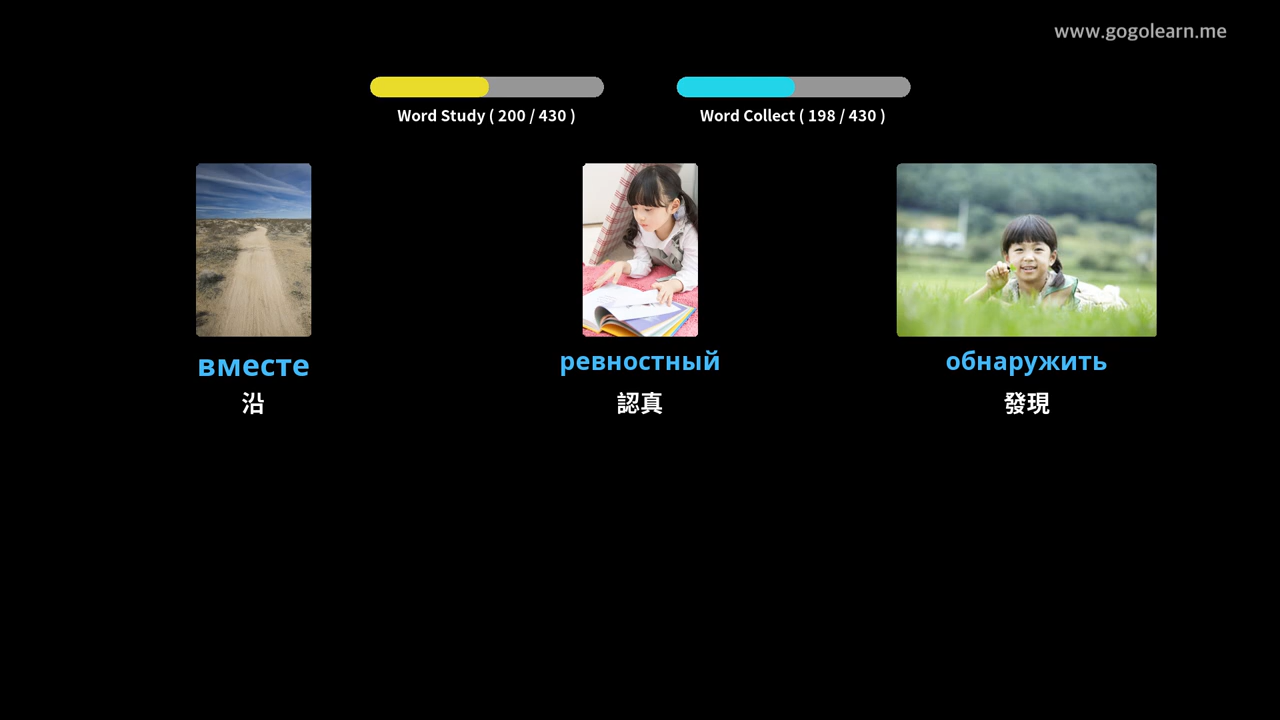 www.gogolearn.me
Word Study ( 200 / 430 )
Word Collect ( 198 / 430 )
вместе
沿
ревностный
認真
обнаружить
發現